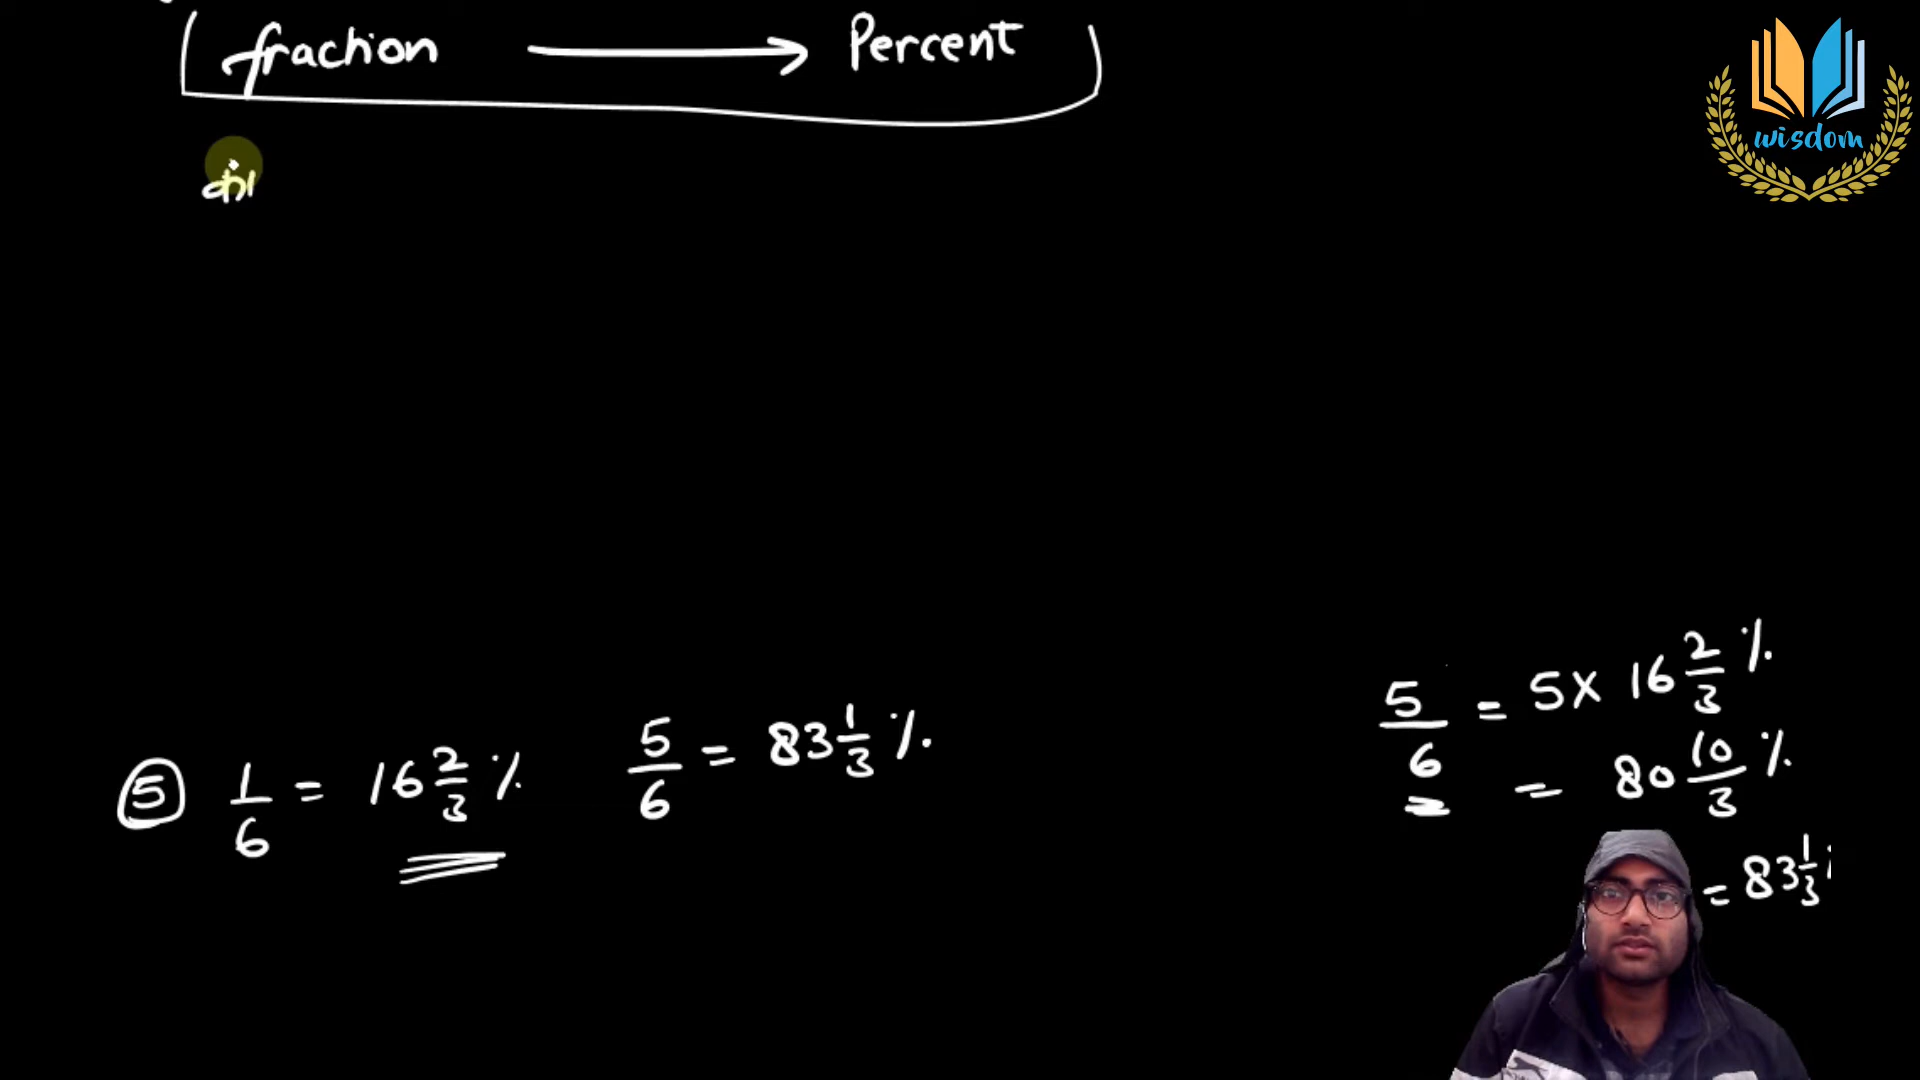 fraction → Percent
wisdom
कं
5/6 = 5 x 16 2/3 %
= 80 10/3 %
= 83 1/3 %
(5) 1/6 = 16 2/3 % 5/6 = 83 1/3 %